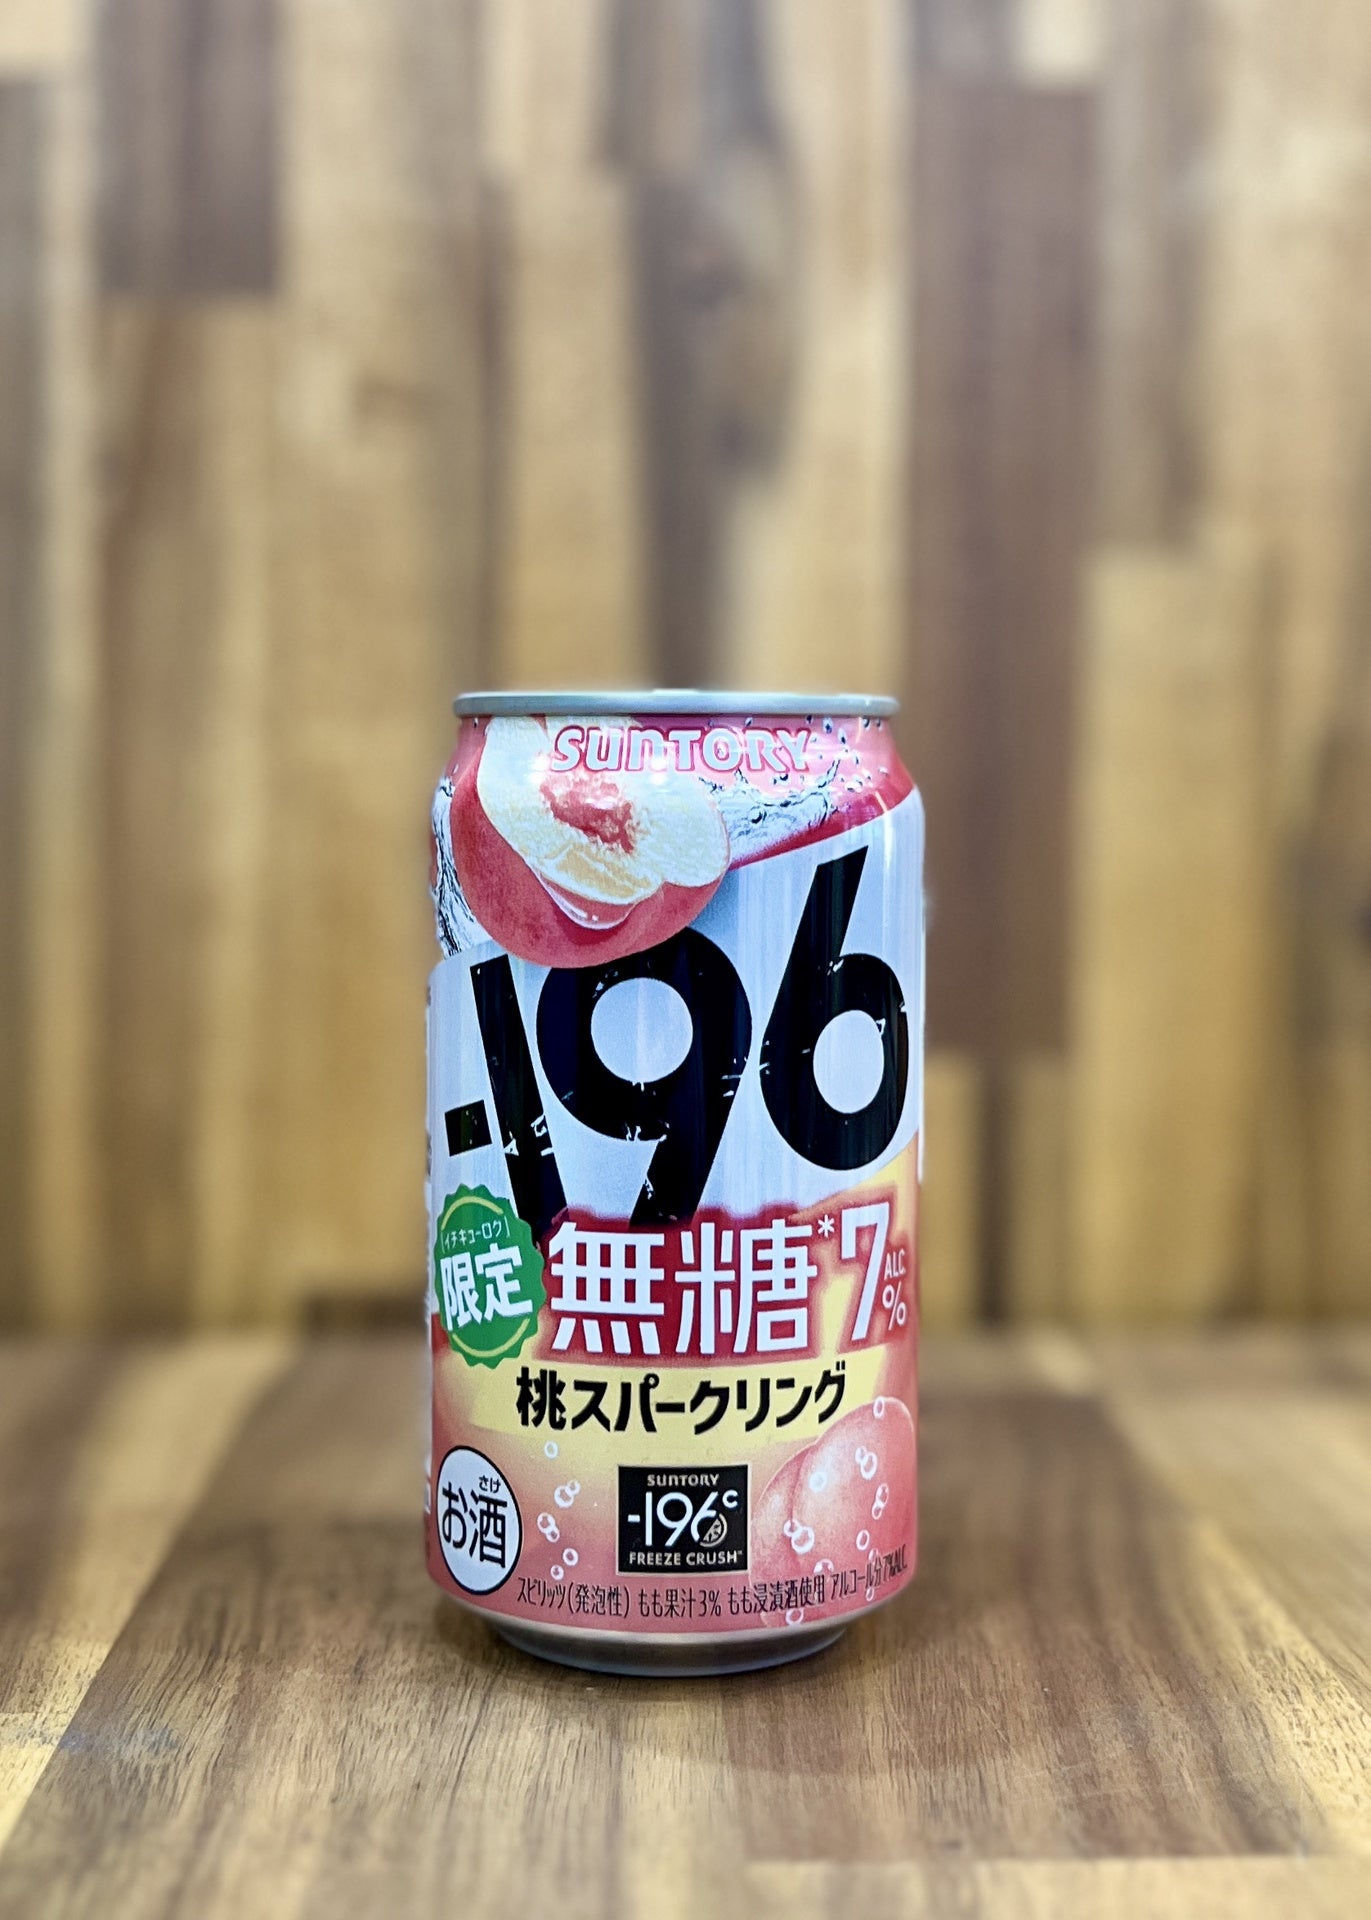 SUNTORY
-196
[イチキューロク]
限定
無糖*7
ALC.
%
桃スパークリング
さけ
お酒
SUNTORY
-196℃
FREEZE CRUSH™
スピリッツ(発泡性) もも果汁3% もも浸漬酒使用 アルコール分7%ALC.